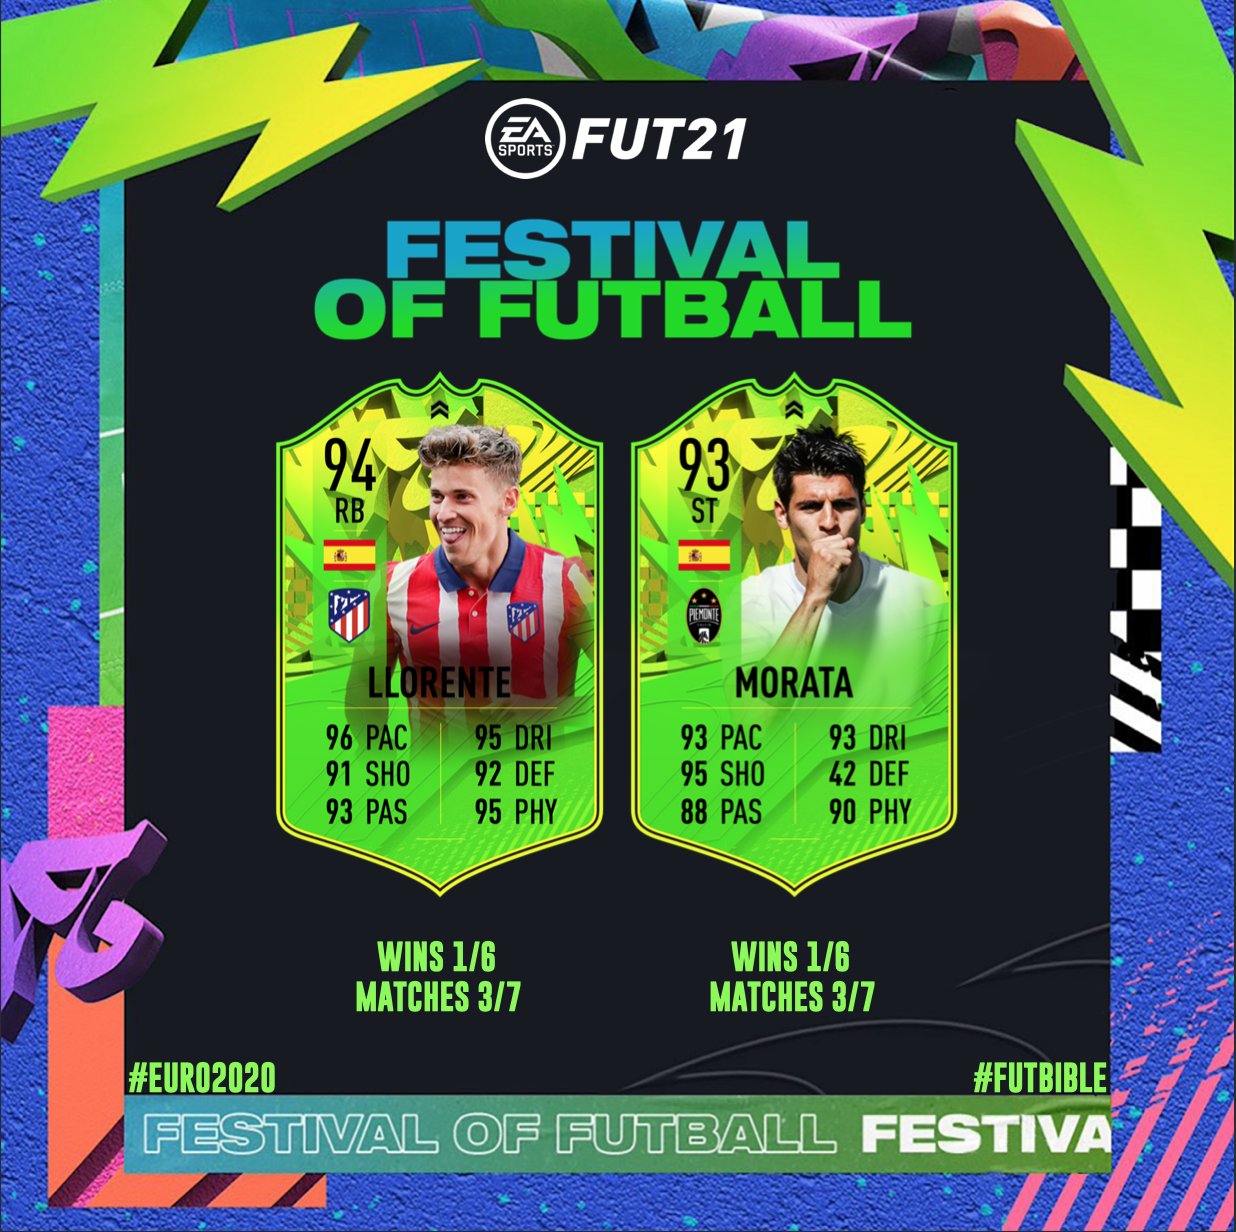 EA
SPORTS
FUT21
FESTIVAL
OF FUTBALL
94
RB
LLORENTE
96 PAC
95 DRI
91 SHO
92 DEF
93 PAS
95 PHY
93
ST
PIEMONTE
MORATA
93 PAC
93 DRI
95 SHO
42 DEF
88 PAS
90 PHY
WINS 1/6
MATCHES 3/7
WINS 1/6
MATCHES 3/7
#EURO2020
#FUTBIBLE
FESTIVAL OF FUTBALL FESTIVA